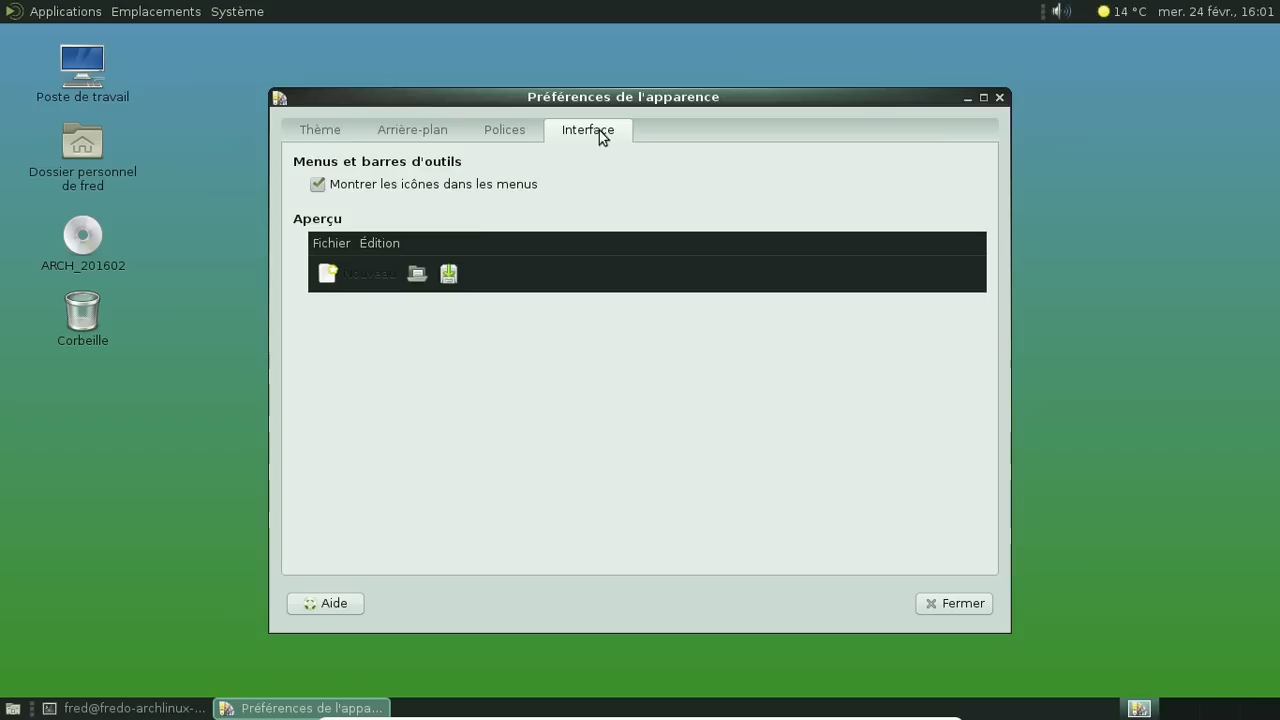 Applications Emplacements Système
14 °C mer. 24 févr., 16:01
Poste de travail
Dossier personnel
de fred
ARCH_201602
Corbeille
Préférences de l'apparence
Thème Arrière-plan Polices Interface
Menus et barres d'outils
Montrer les icônes dans les menus
Aperçu
Fichier Édition
Nouveau
Aide
Fermer
fred@fredo-archlinux-...
Préférences de l'appa...